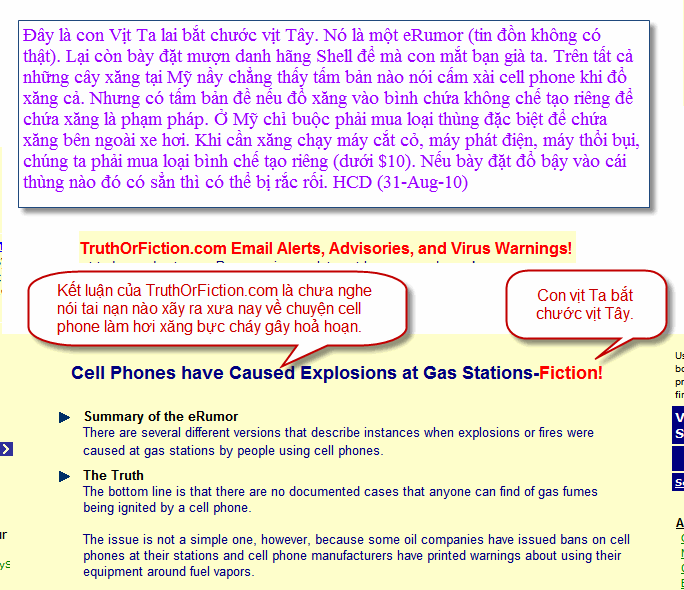 Đây là con Vịt Ta lai bắt chước vịt Tây. Nó là một eRumor (tin đồn không có
thật). Lại còn bày đặt mượn danh hãng Shell để mà con mắt bạn già ta. Trên tất cả
những cây xăng tại Mỹ nầy chẳng thấy tấm bản nào nói cấm xài cell phone khi đổ
xăng cả. Nhưng có tấm bản đề nếu đổ xăng vào bình chứa không chế tạo riêng để
chứa xăng là phạm pháp. Ở Mỹ chỉ buộc phải mua loại thùng đặc biệt để chứa
xăng bên ngoài xe hơi. Khi cần xăng chạy máy cắt cỏ, máy phát điện, máy thổi bụi,
chúng ta phải mua loại bình chế tạo riêng (dưới $10). Nếu bày đặt đổ bậy vào cái
thùng nào đó có sẳn thì có thể bị rắc rối. HCD (31-Aug-10)
TruthOrFiction.com Email Alerts, Advisories, and Virus Warnings!
Kết luận của TruthOrFiction.com là chưa nghe
nói tai nạn nào xãy ra xưa nay về chuyện cell
phone làm hơi xăng bực cháy gây hoả hoạn.
Con vịt Ta bắt
chước vịt Tây.
Cell Phones have Caused Explosions at Gas Stations-Fiction!
Summary of the eRumor
There are several different versions that describe instances when explosions or fires were
caused at gas stations by people using cell phones.
The Truth
The bottom line is that there are no documented cases that anyone can find of gas fumes
being ignited by a cell phone.
The issue is not a simple one, however, because some oil companies have issued bans on cell
phones at their stations and cell phone manufacturers have printed warnings about using their
equipment around fuel vapors.